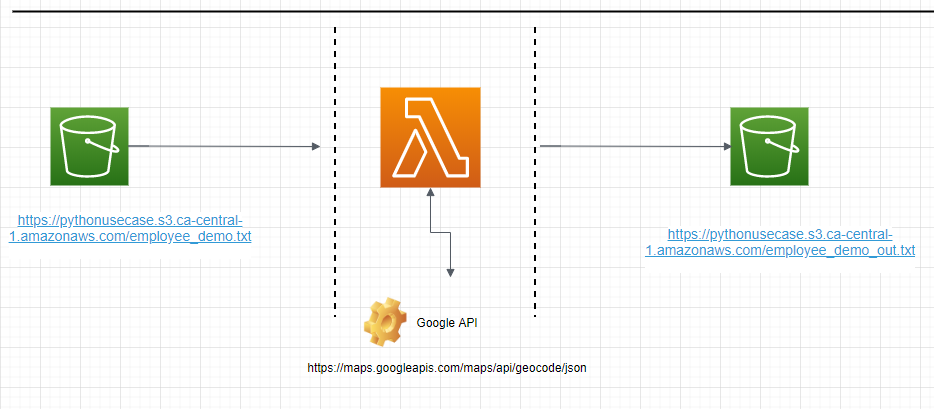 https://pythonusecase.s3.ca-central-
1.amazonaws.com/employee_demo.txt
https://pythonusecase.s3.ca-central-
1.amazonaws.com/employee_demo_out.txt
Google API
https://maps.googleapis.com/maps/api/geocode/json